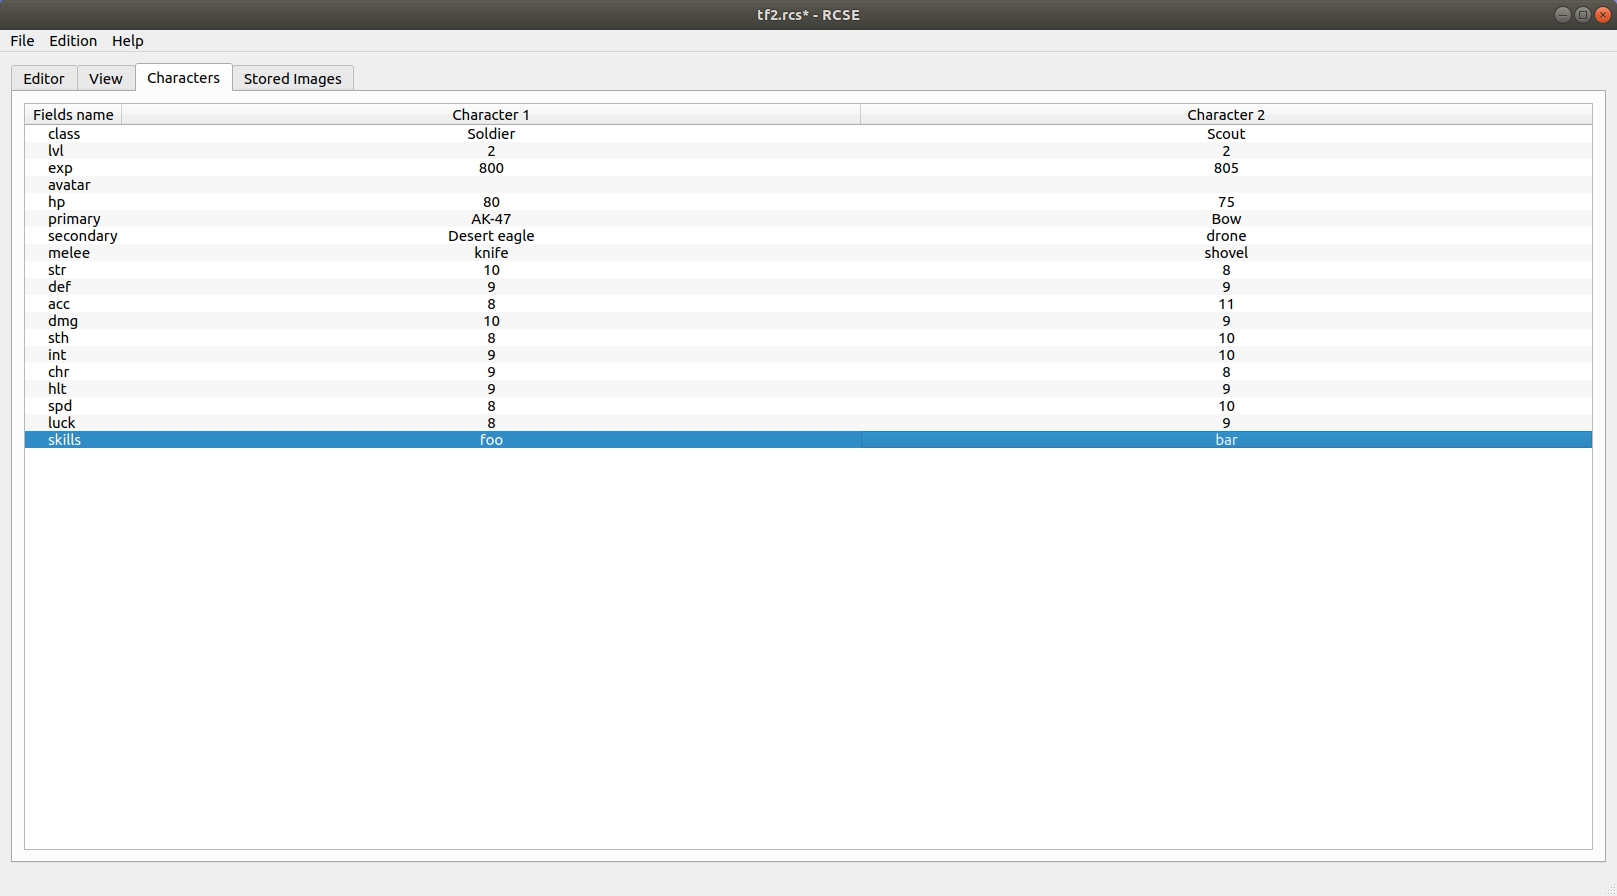 tf2.rcs* - RCSE
File Edition Help
Editor View Characters Stored Images
Fields name Character 1 Character 2
class Soldier Scout
lvl 2 2
exp 800 805
avatar
hp 80 75
primary AK-47 Bow
secondary Desert eagle drone
melee knife shovel
str 10 8
def 9 9
acc 8 11
dmg 10 9
sth 8 10
int 9 10
chr 9 8
hlt 9 9
spd 8 10
luck 8 9
skills foo bar